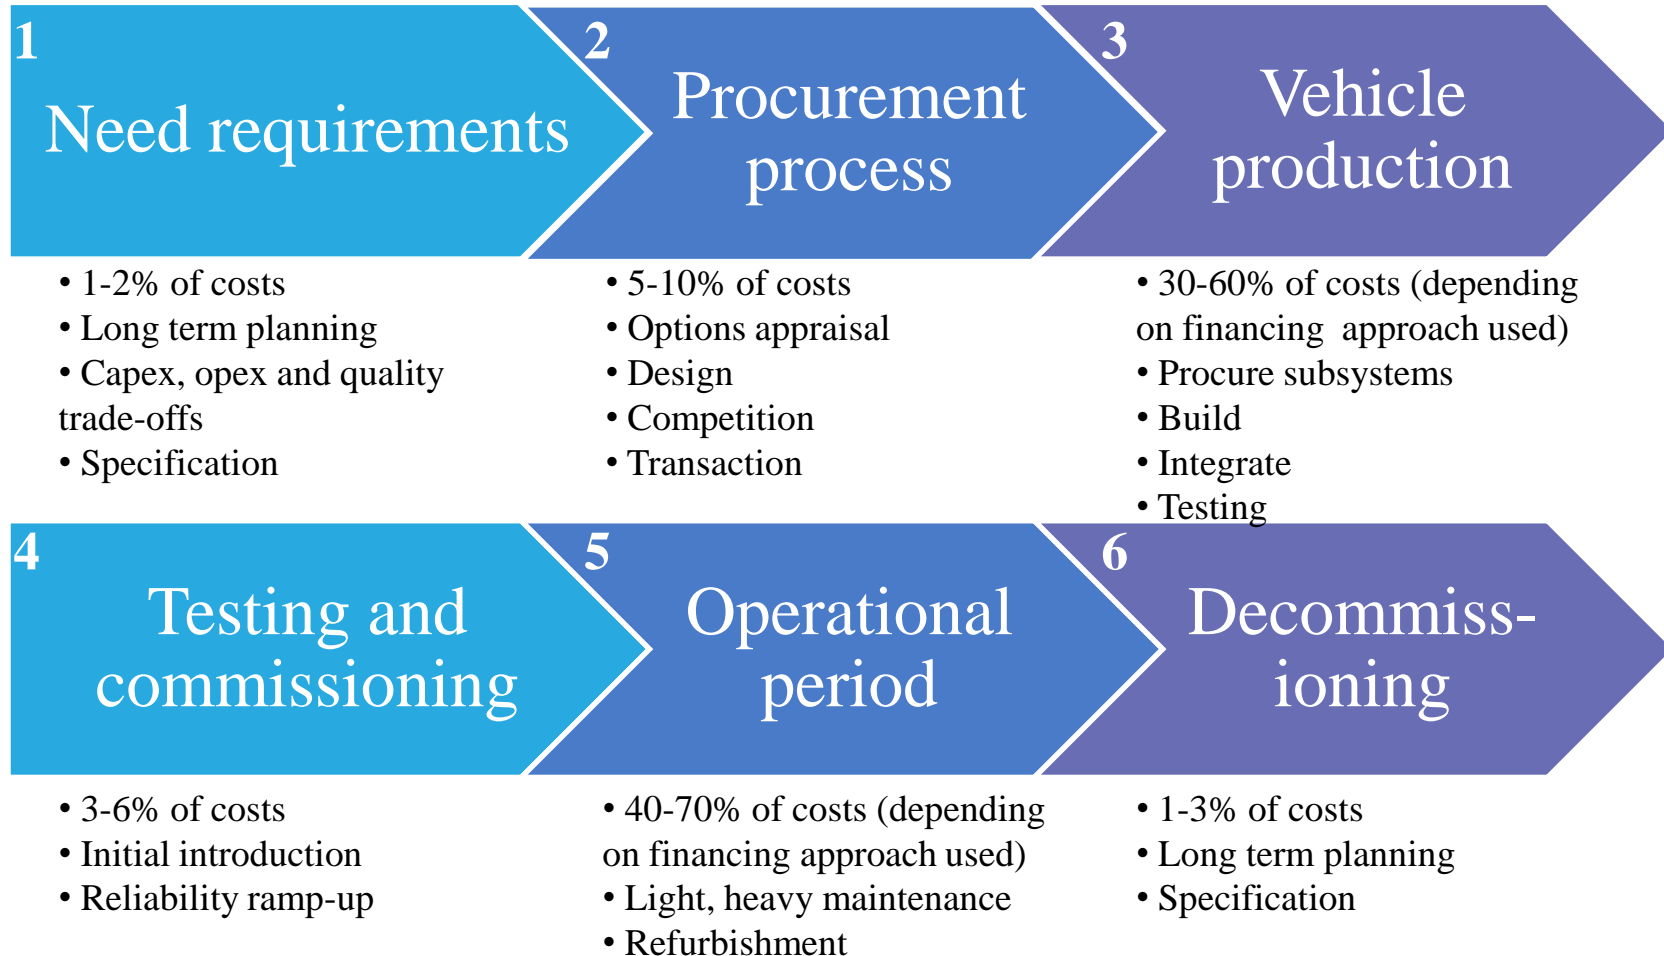 1
Need requirements
2
Procurement
process
3
Vehicle
production
• 1-2% of costs
• Long term planning
• Capex, opex and quality
trade-offs
• Specification
• 5-10% of costs
• Options appraisal
• Design
• Competition
• Transaction
• 30-60% of costs (depending
on financing approach used)
• Procure subsystems
• Build
• Integrate
• Testing
4
Testing and
commissioning
5
Operational
period
6
Decommiss-
ioning
• 3-6% of costs
• Initial introduction
• Reliability ramp-up
• 40-70% of costs (depending
on financing approach used)
• Light, heavy maintenance
• Refurbishment
• 1-3% of costs
• Long term planning
• Specification